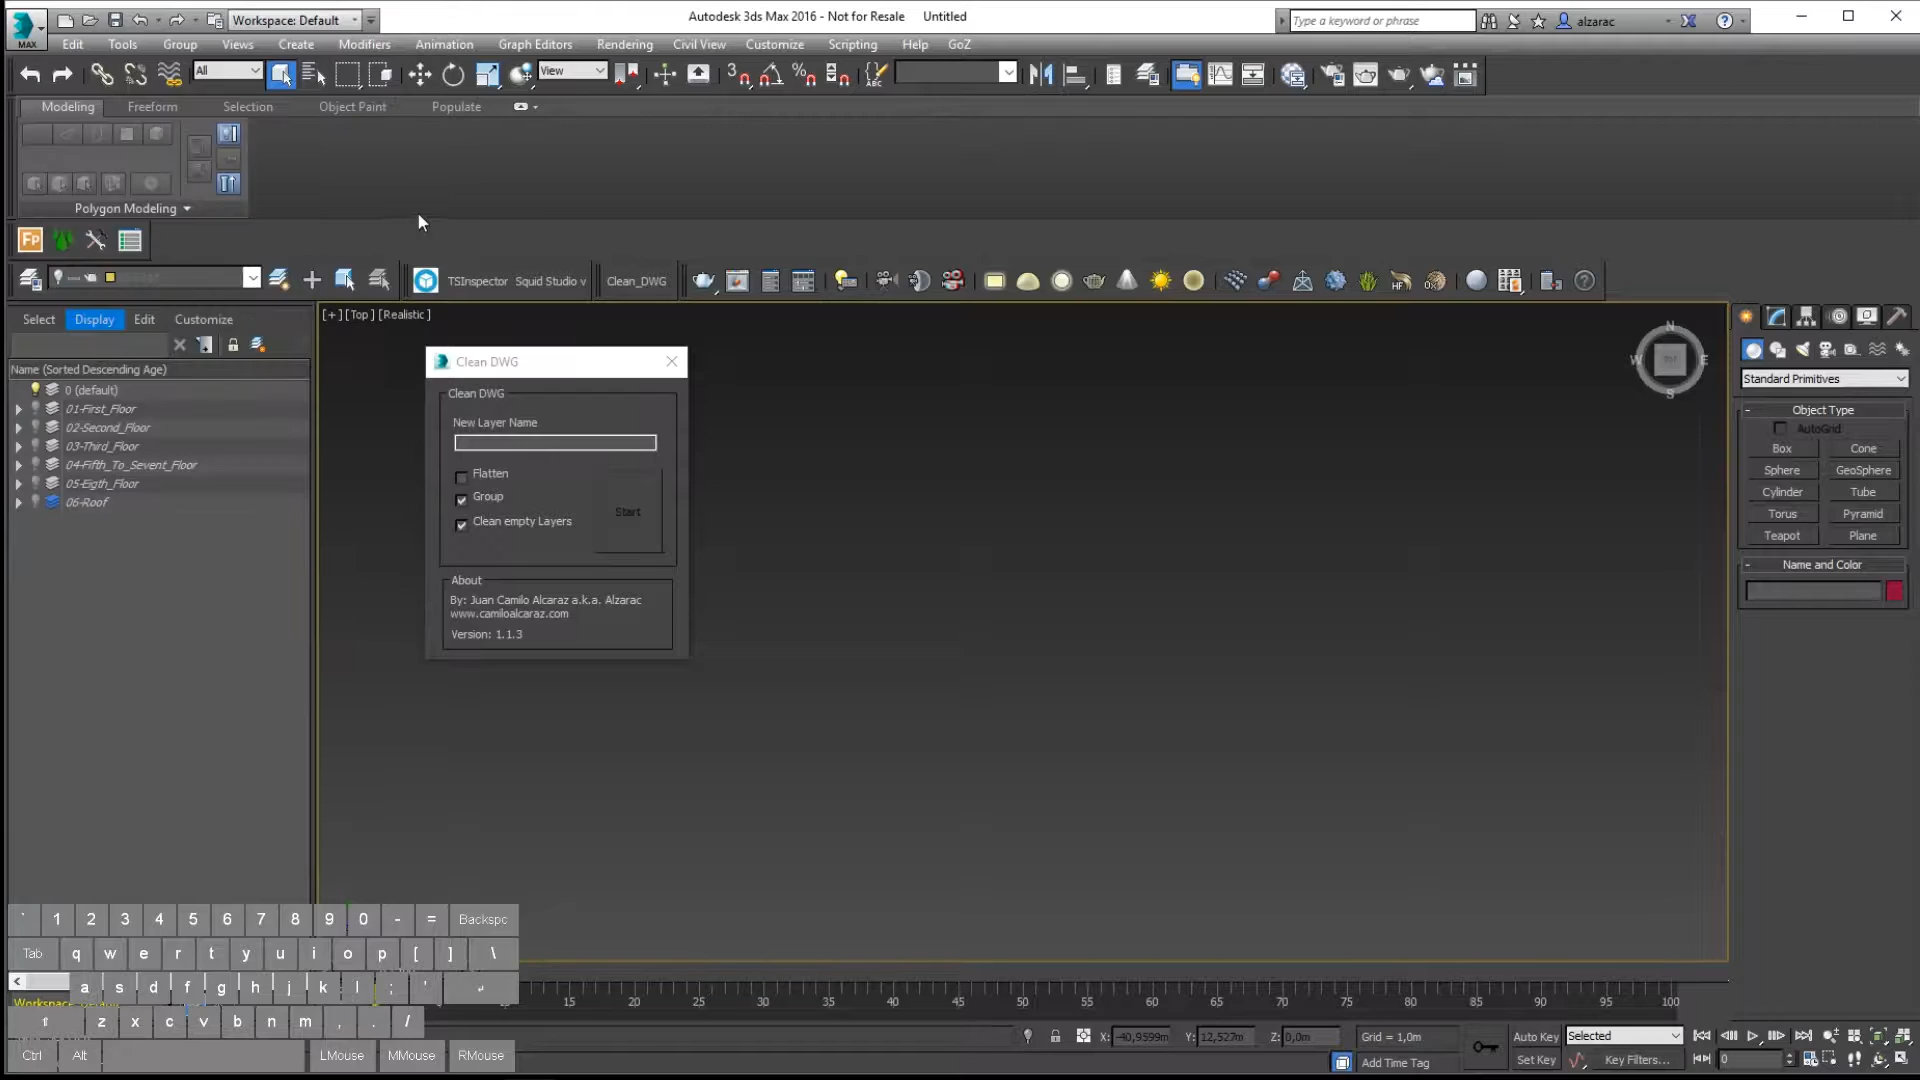 Workspace: Default
Autodesk 3ds Max 2016 - Not for Resale Untitled
Type a keyword or phrase
alzarac
MAX
Edit Tools Group Views Create Modifiers Animation Graph Editors Rendering Civil View Customize Scripting Help GoZ
All
View
ABC
Modeling Freeform Selection Object Paint Populate
Polygon Modeling
Fp
TSInspector Squid Studio v Clean_DWG
Select Display Edit Customize
[+] [Top] [Realistic]
Name (Sorted Descending Age)
0 (default)
01-First_Floor
02-Second_Floor
03-Third_Floor
04-Fifth_To_Sevent_Floor
05-Eigth_Floor
06-Roof
Clean DWG
Clean DWG
New Layer Name
Flatten
Group
Clean empty Layers
Start
About
By: Juan Camilo Alcaraz a.k.a. Alzarac
www.camiloalcaraz.com
Version: 1.1.3
N
W E
S
Standard Primitives
Object Type
AutoGrid
Box Cone
Sphere GeoSphere
Cylinder Tube
Torus Pyramid
Teapot Plane
Name and Color
` 1 2 3 4 5 6 7 8 9 0 - = Backspc
Tab q w e r t y u i o p [ ] \
a s d f g h j k l ; '
z x c v b n m , . /
Ctrl Alt LMouse MMouse RMouse
Workspace: Default
15 20 25 30 35 40 45 50 55 60 65 70 75 80 85 90 95 100
X: -40,9599m Y: 12,527m Z: 0,0m Grid = 1,0m
Add Time Tag
Auto Key Selected
Set Key Key Filters...
0